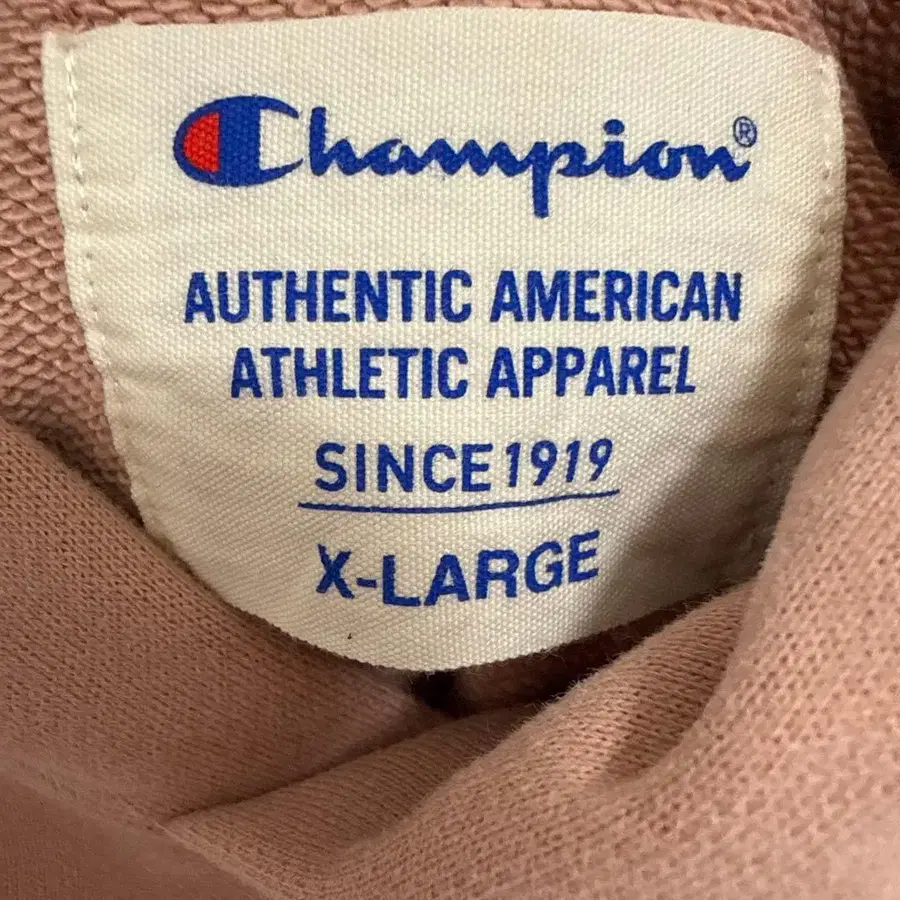 Champion®
AUTHENTIC AMERICAN
ATHLETIC APPAREL
SINCE 1919
X-LARGE